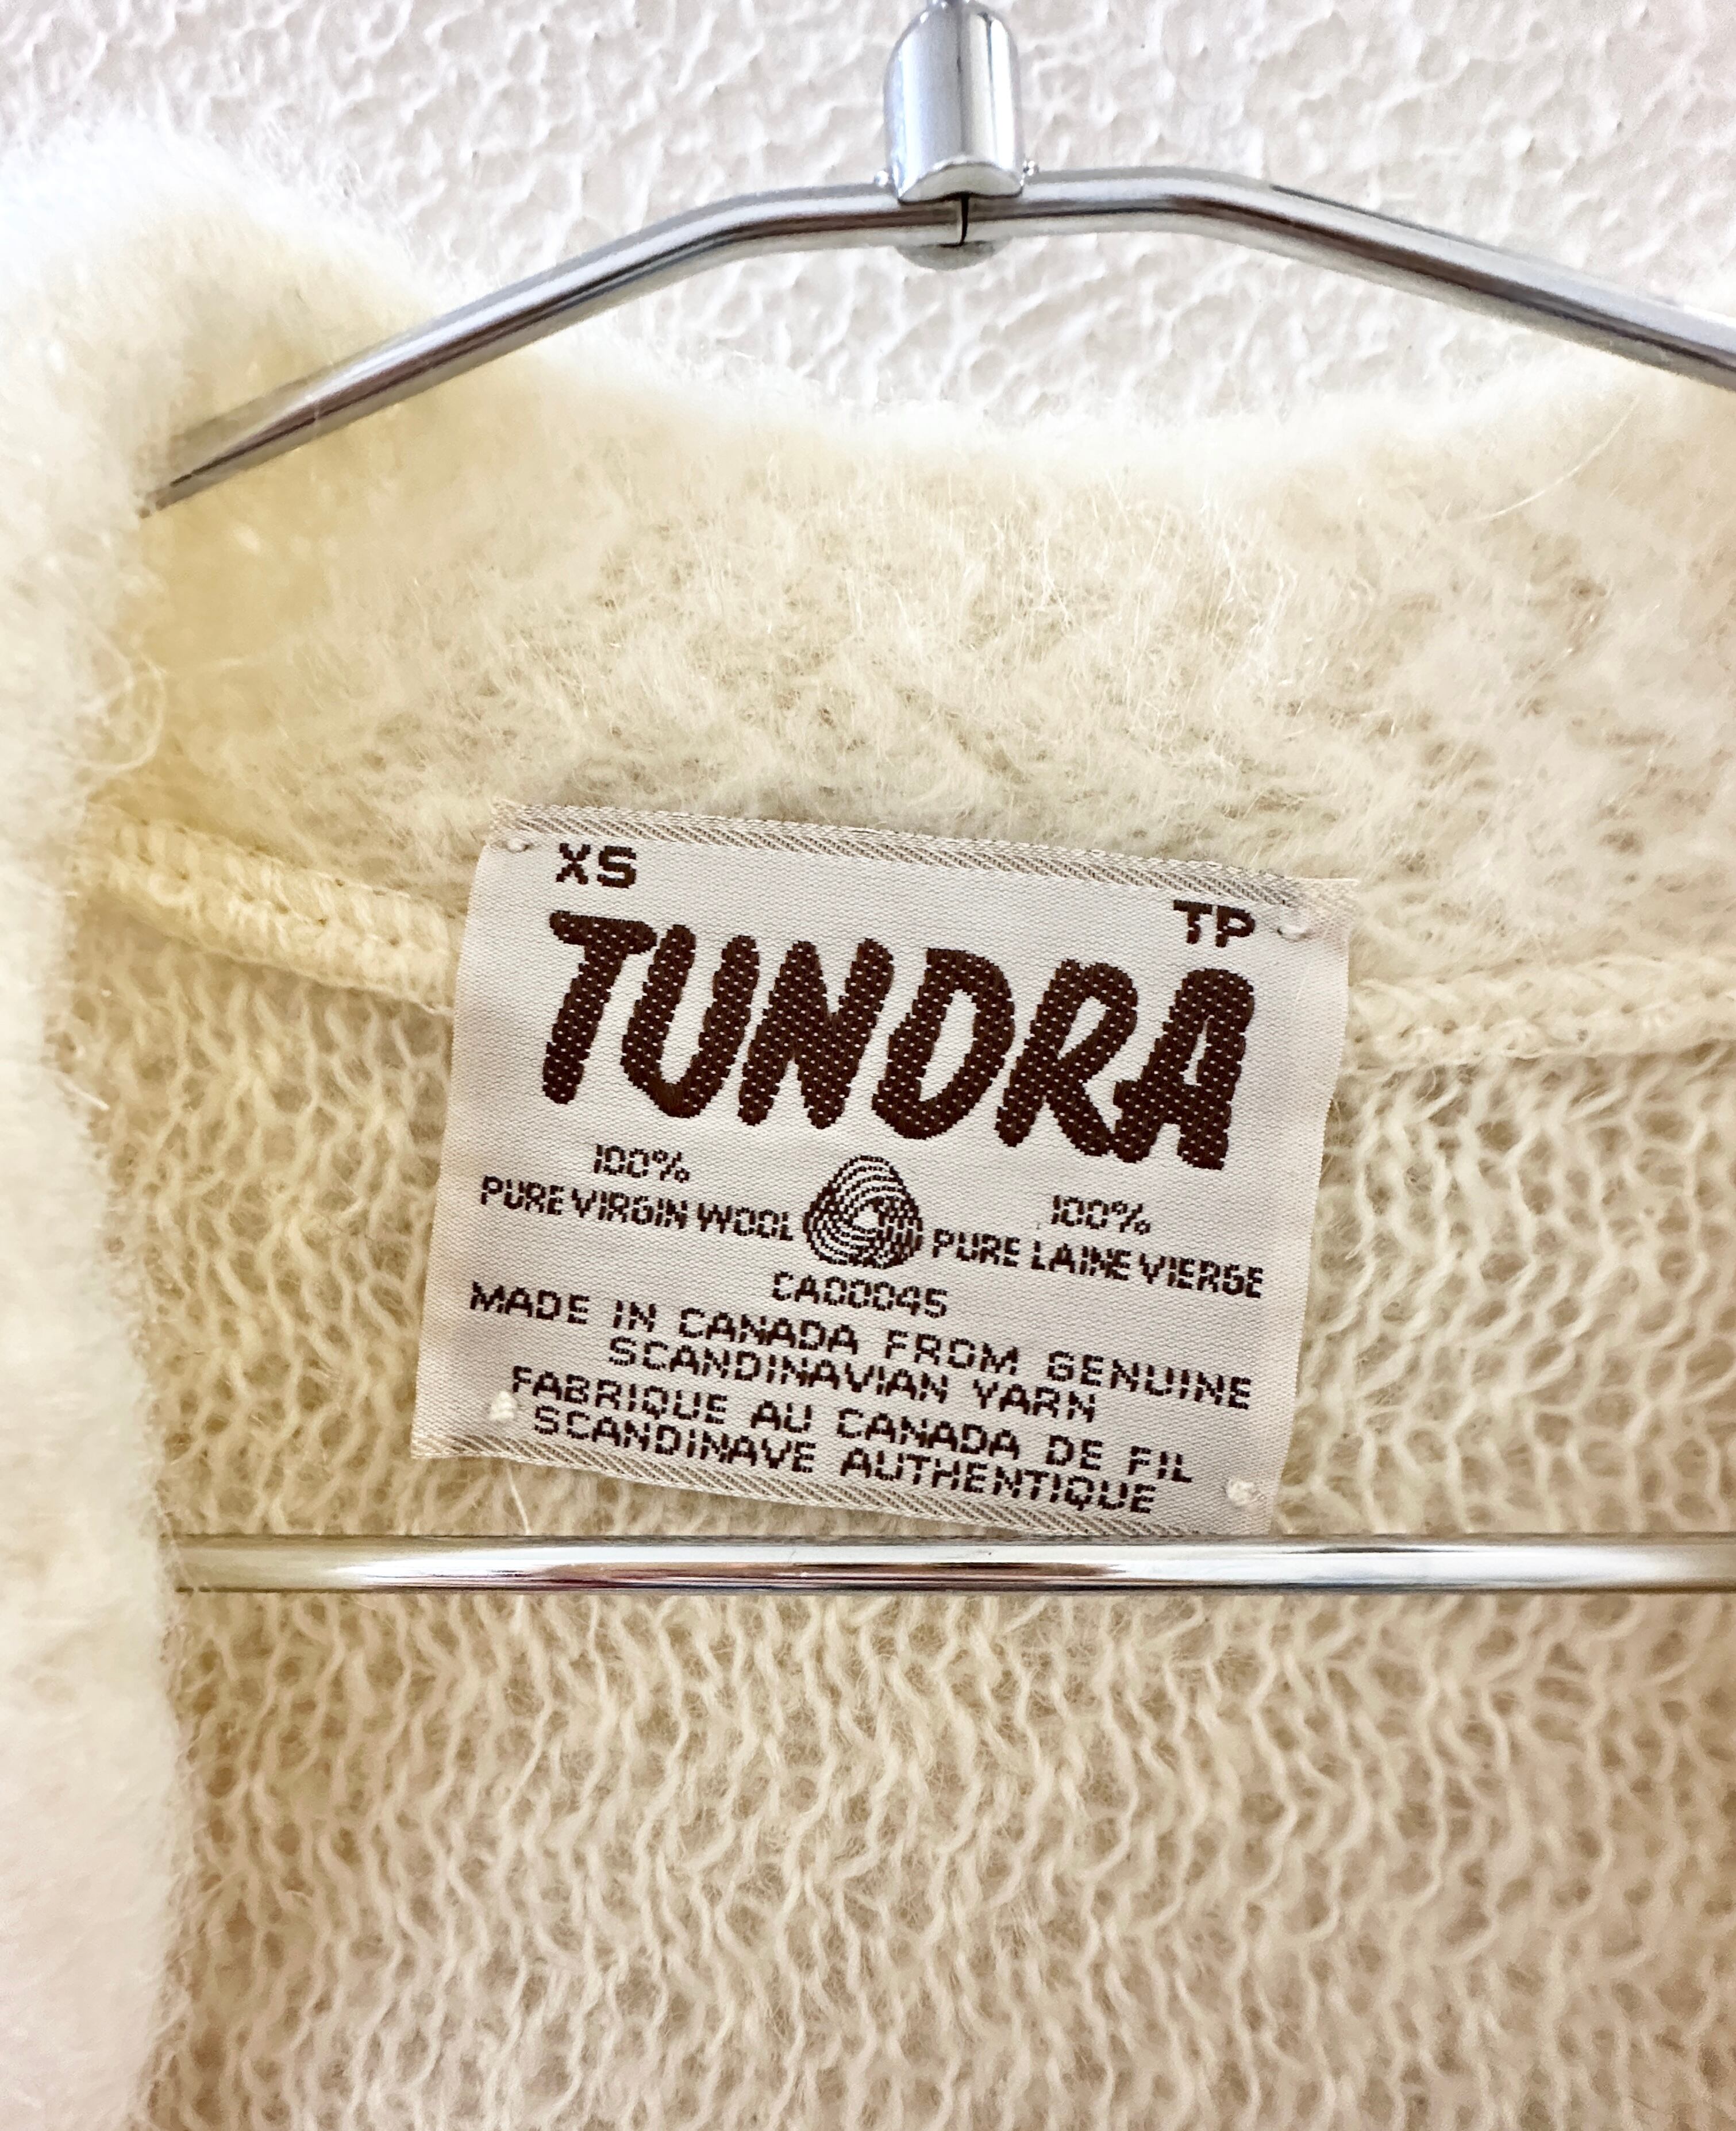 XS
TP
TUNDRA
100%
PURE VIRGIN WOOL
100%
PURE LAINE VIERGE
CA00045
MADE IN CANADA FROM GENUINE
SCANDINAVIAN YARN
FABRIQUE AU CANADA DE FIL
SCANDINAVE AUTHENTIQUE